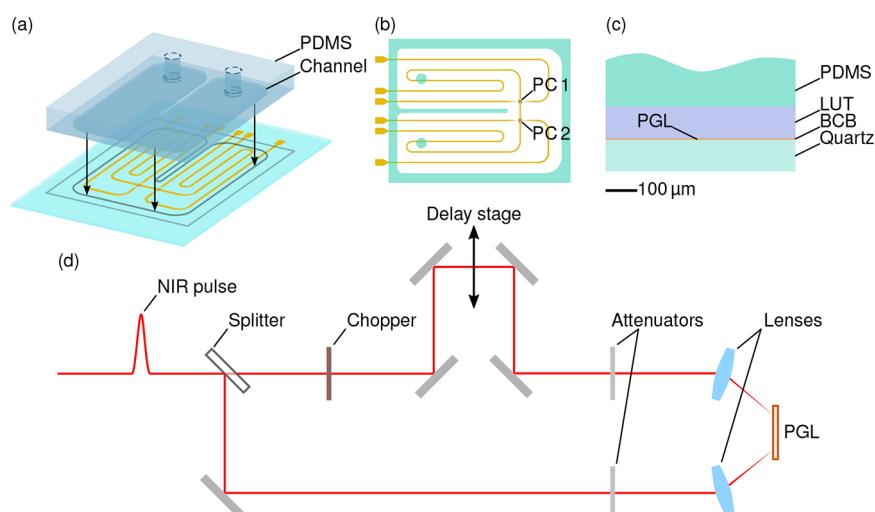 (a)
PDMS
Channel
(b)
PC 1
PC 2
(c)
PDMS
LUT
PGL
BCB
Quartz
100 µm
(d)
Delay stage
NIR pulse
Splitter
Chopper
Attenuators
Lenses
PGL